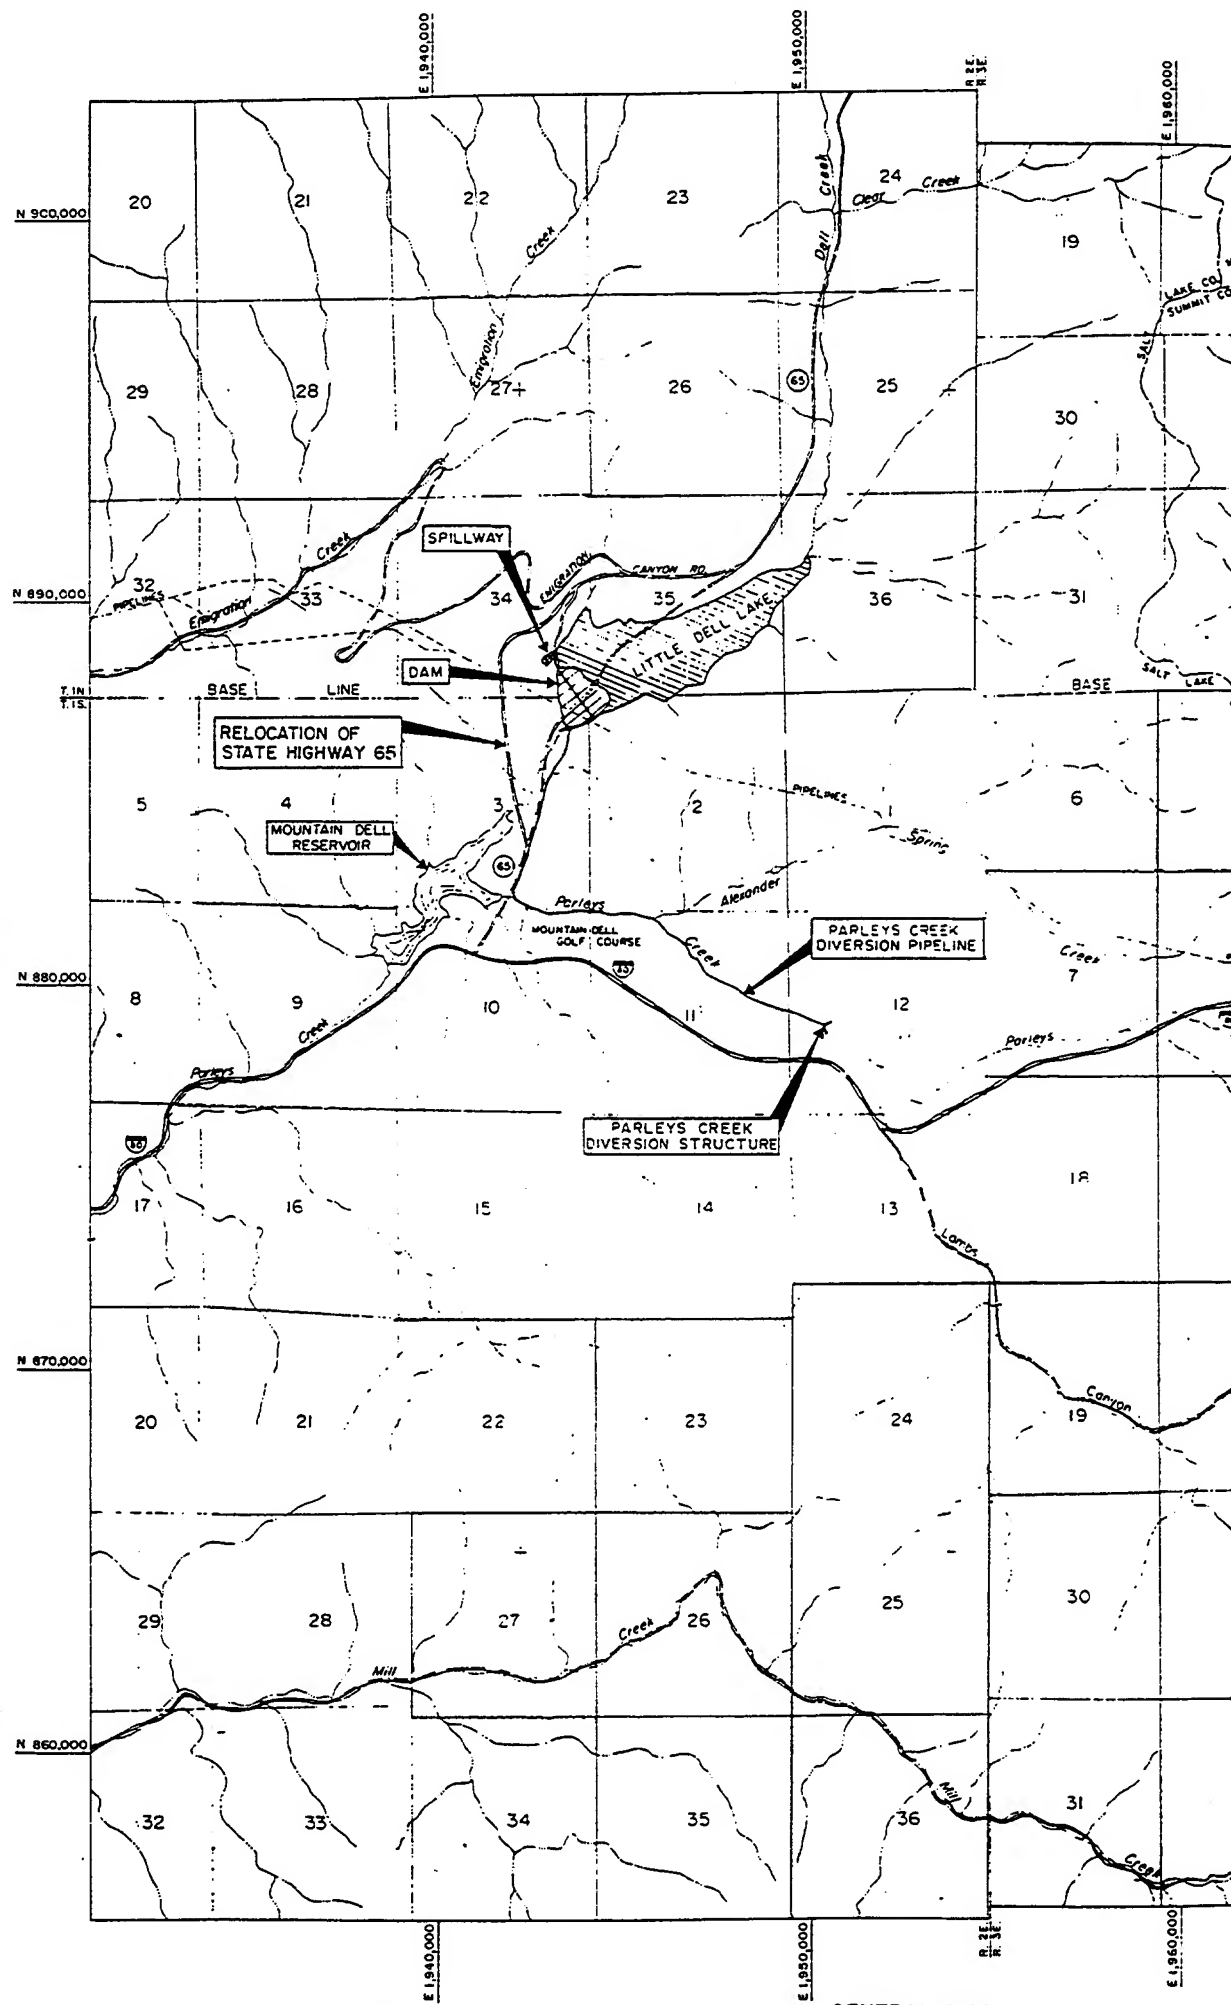 E 1,940,000
E 1,950,000
R. 2E.
R. 3E.
E 1,960,000
N 900,000
20
21
22
23
24
Creek
Creek
Clear Creek
Dell
19
LAKE CO.
SUMMIT CO
SALT
Emigration
29
28
27+
26
65
25
30
SPILLWAY
Creek
EMIGRATION
CANYON RD.
N 890,000
32
PIPELINES
Emigration
33
34
35
36
31
LITTLE DELL LAKE
DAM
SALT LAKE
T. 1N.
T. 1S.
BASE LINE
BASE
RELOCATION OF
STATE HIGHWAY 65
5
4
3
2
PIPELINES
6
MOUNTAIN DELL
RESERVOIR
Spring
65
Alexander
Parleys
MOUNTAIN DELL
GOLF COURSE
PARLEYS CREEK
DIVERSION PIPELINE
Creek
Creek
N 880,000
8
9
10
80
11
12
7
Creek
Parleys
Parleys
PARLEYS CREEK
DIVERSION STRUCTURE
80
17
16
15
14
13
18
Lambs
N 870,000
Canyon
20
21
22
23
24
19
29
28
27
26
25
30
Creek
Mill
N 860,000
Mill
32
33
34
35
36
31
Creek
E 1,940,000
E 1,950,000
R. 2E.
R. 3E.
E 1,960,000